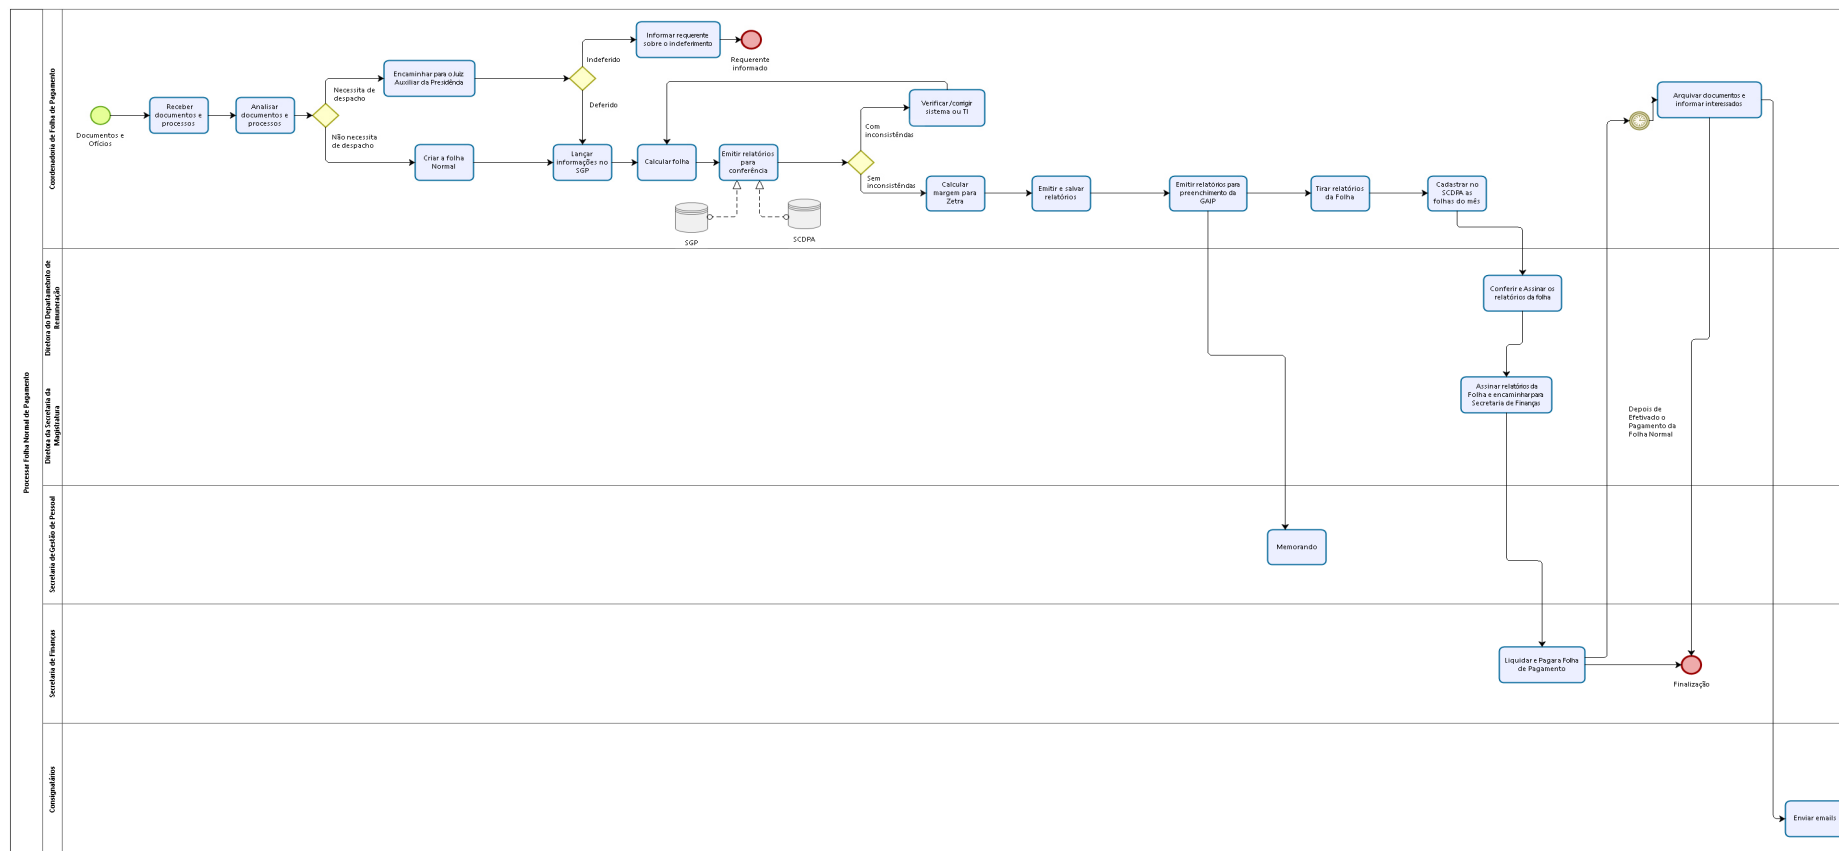 Processar Folha Normal de Pagamento
Coordenadoria de Folha de Pagamento
Documentos e
Ofícios
Receber
documentos e
processos
Analisar
documentos e
processos
Necessita de
despacho
Não necessita
de despacho
Encaminhar para o Juiz
Auxiliar da Presidência
Criar a folha
Normal
Indeferido
Deferido
Informar requerente
sobre o indeferimento
Requerente
informado
Lançar
informações no
SGP
Calcular folha
Emitir relatórios
para
conferência
SGP
SCDPA
Com
inconsistências
Sem
inconsistências
Verificar /corrigir
sistema ou TI
Calcular
margem para
Zetra
Emitir e salvar
relatórios
Emitir relatórios para
preenchimento da
GAIP
Tirar relatórios
da Folha
Cadastrar no
SCDPA as
folhas do mês
Arquivar documentos e
informar interessados
Diretora do Departamebnto de
Remuneração
Conferir e Assinar os
relatórios da folha
Diretora da Secretaria da
Magistratura
Assinar relatórios da
Folha e encaminhar para
Secretaria de Finanças
Depois de
Efetivado o
Pagamento da
Folha Normal
Secretaria de Gestão de Pessoal
Memorando
Secretaria de Finanças
Liquidar e Pagar a Folha
de Pagamento
Finalização
Consignatários
Enviar emails